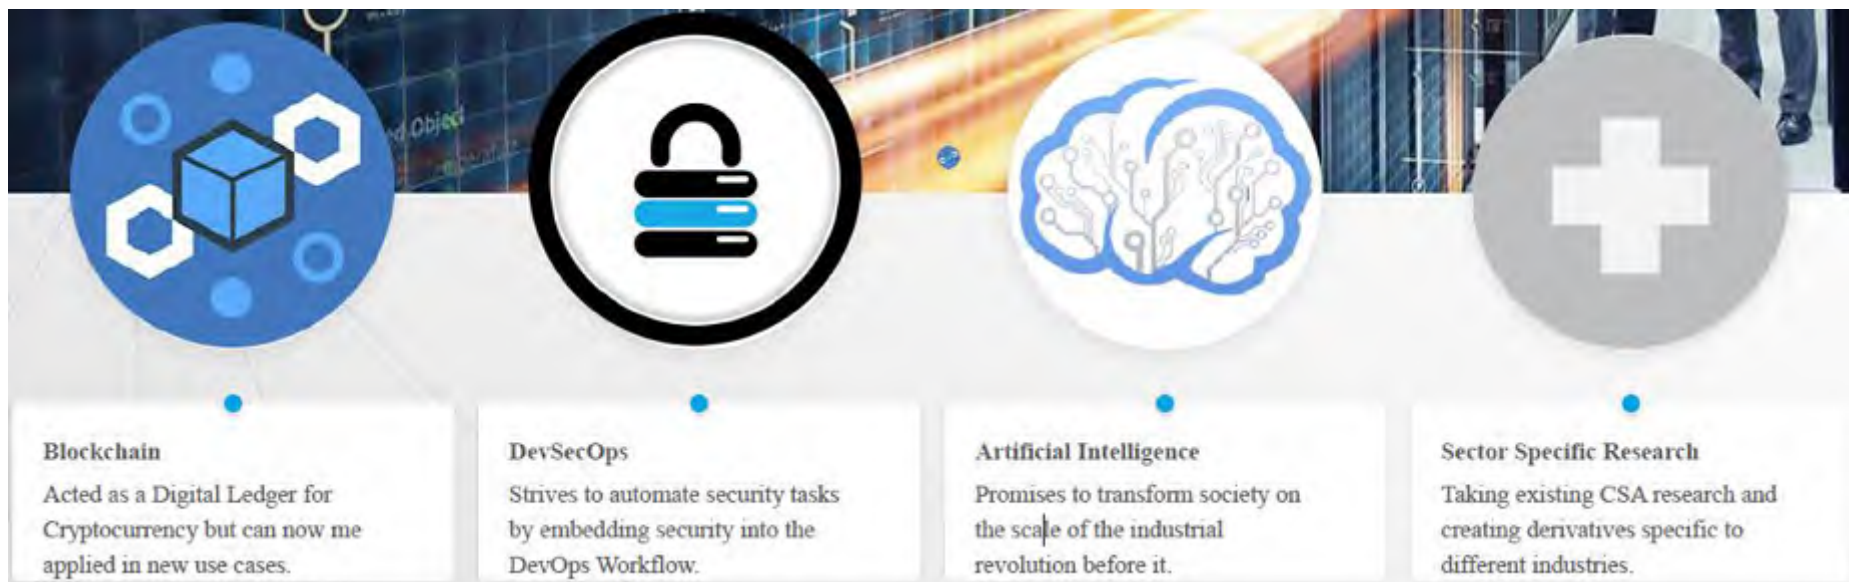 ed Object
Blockchain
Acted as a Digital Ledger for
Cryptocurrency but can now me
applied in new use cases.
DevSecOps
Strives to automate security tasks
by embedding security into the
DevOps Workflow.
Artificial Intelligence
Promises to transform society on
the scale of the industrial
revolution before it.
Sector Specific Research
Taking existing CSA research and
creating derivatives specific to
different industries.